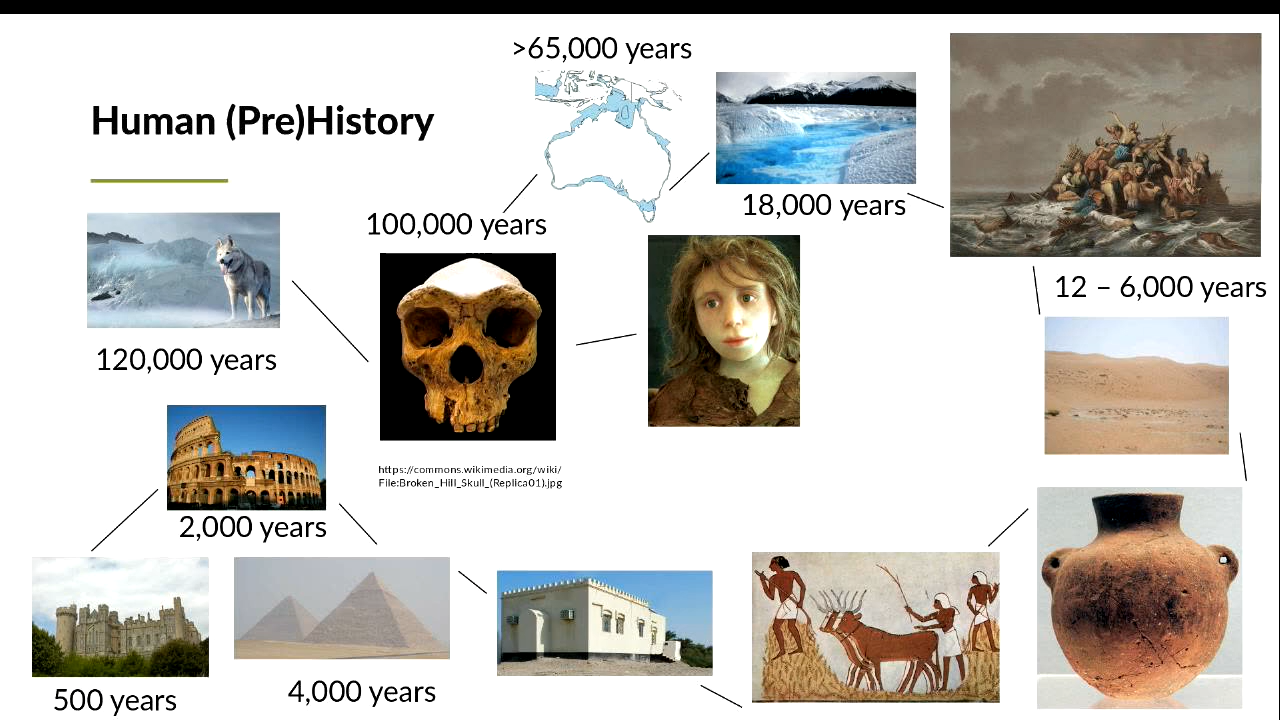 Human (Pre)History
120,000 years
100,000 years
>65,000 years
18,000 years
12 – 6,000 years
https://commons.wikimedia.org/wiki/
File:Broken_Hill_Skull_(Replica01).jpg
2,000 years
500 years
4,000 years